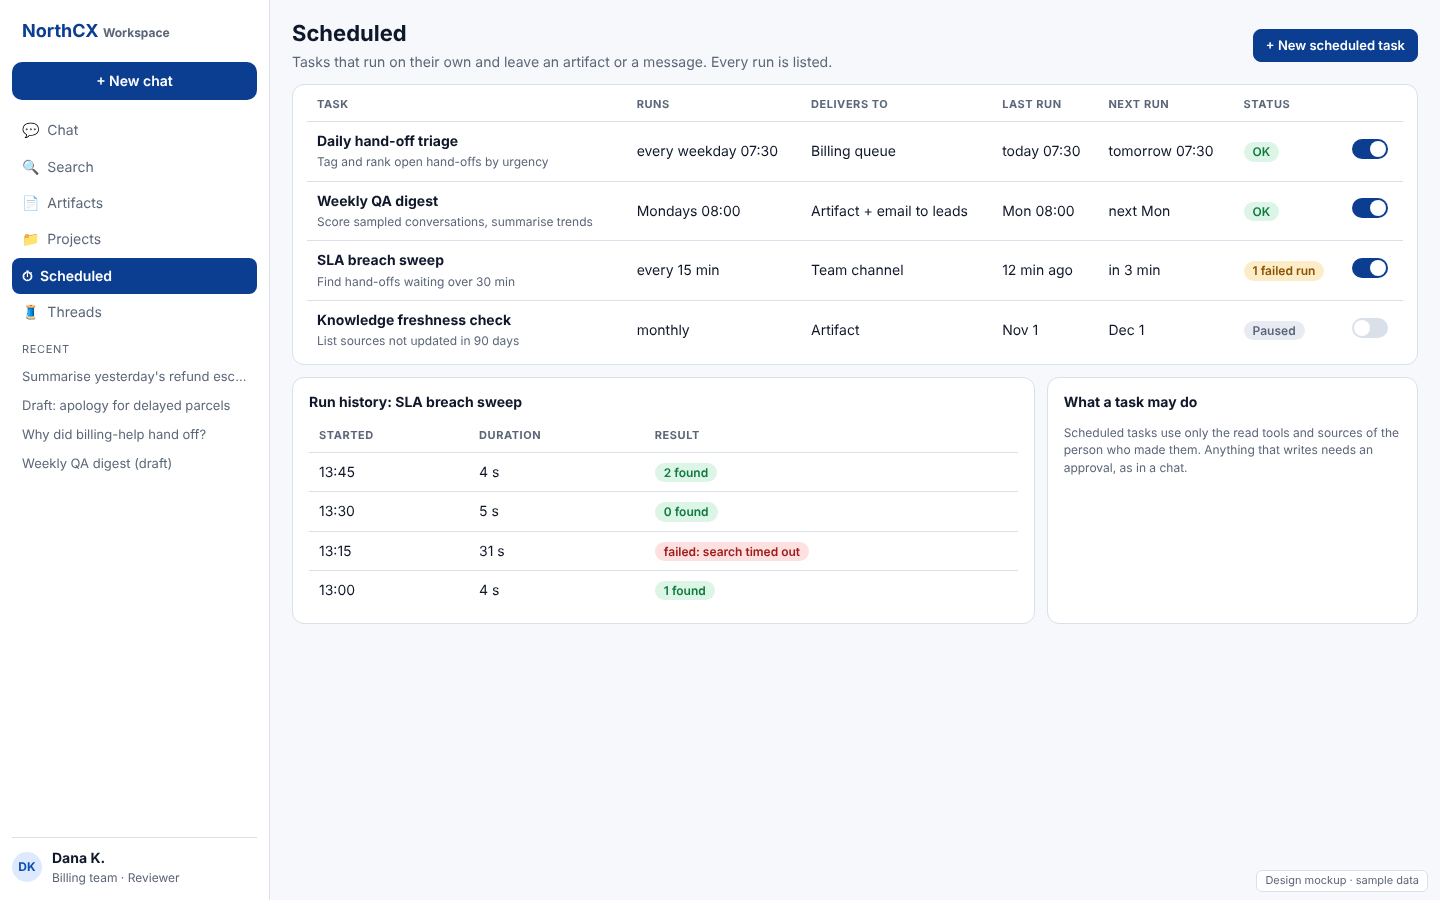 NorthCX Workspace
+ New chat
Chat
Search
Artifacts
Projects
Scheduled
Threads
RECENT
Summarise yesterday's refund esc...
Draft: apology for delayed parcels
Why did billing-help hand off?
Weekly QA digest (draft)
DK
Dana K.
Billing team · Reviewer
Scheduled
Tasks that run on their own and leave an artifact or a message. Every run is listed.
+ New scheduled task
TASK RUNS DELIVERS TO LAST RUN NEXT RUN STATUS
Daily hand-off triage
Tag and rank open hand-offs by urgency
every weekday 07:30 Billing queue today 07:30 tomorrow 07:30 OK
Weekly QA digest
Score sampled conversations, summarise trends
Mondays 08:00 Artifact + email to leads Mon 08:00 next Mon OK
SLA breach sweep
Find hand-offs waiting over 30 min
every 15 min Team channel 12 min ago in 3 min 1 failed run
Knowledge freshness check
List sources not updated in 90 days
monthly Artifact Nov 1 Dec 1 Paused
Run history: SLA breach sweep
STARTED DURATION RESULT
13:45 4 s 2 found
13:30 5 s 0 found
13:15 31 s failed: search timed out
13:00 4 s 1 found
What a task may do
Scheduled tasks use only the read tools and sources of the
person who made them. Anything that writes needs an
approval, as in a chat.
Design mockup · sample data